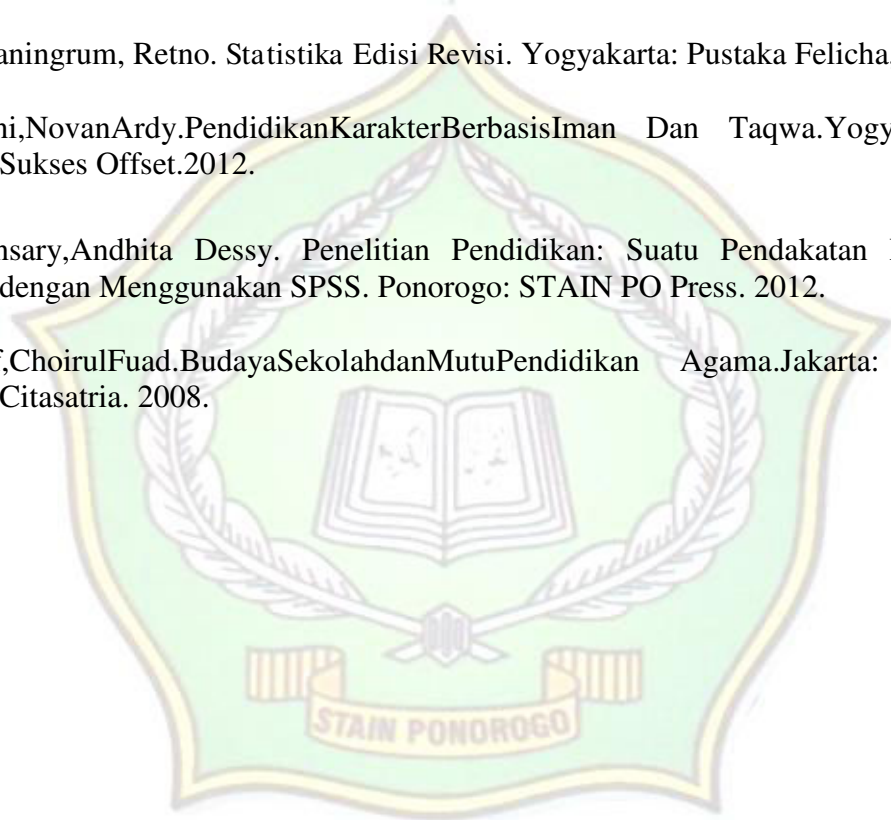 aningrum, Retno. Statistika Edisi Revisi. Yogyakarta: Pustaka Felicha.
ni,NovanArdy.PendidikanKarakterBerbasisIman Dan Taqwa.Yogy
Sukses Offset.2012.
nsary,Andhita Dessy. Penelitian Pendidikan: Suatu Pendakatan
dengan Menggunakan SPSS. Ponorogo: STAIN PO Press. 2012.
f,ChoirulFuad.BudayaSekolahdanMutuPendidikan Agama.Jakarta:
Citasatria. 2008.
STAIN PONOROGO